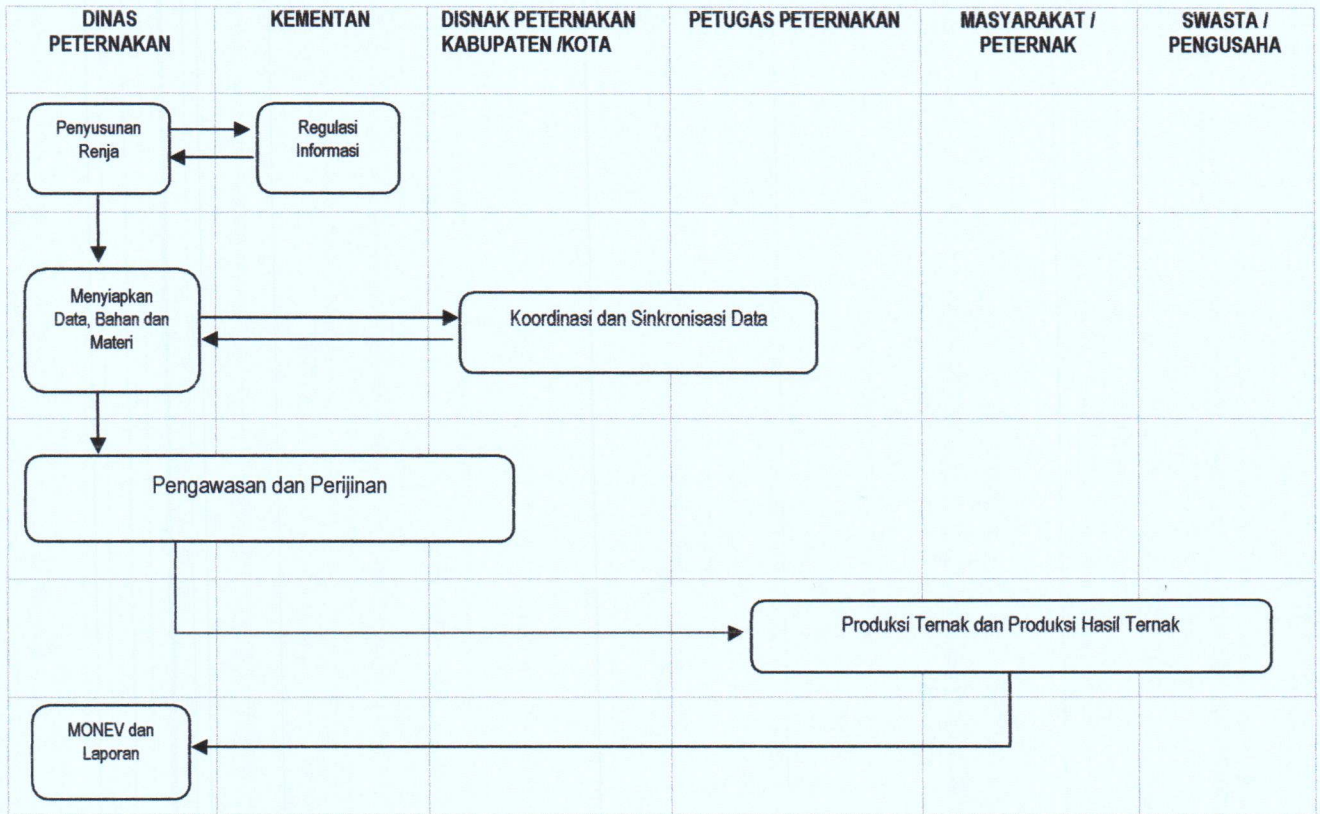 DINAS
PETERNAKAN
KEMENTAN
DISNAK PETERNAKAN
KABUPATEN /KOTA
PETUGAS PETERNAKAN
MASYARAKAT /
PETERNAK
SWASTA /
PENGUSAHA
Penyusunan
Renja
Regulasi
Informasi
Menyiapkan
Data, Bahan dan
Materi
Koordinasi dan Sinkronisasi Data
Pengawasan dan Perijinan
Produksi Ternak dan Produksi Hasil Ternak
MONEV dan
Laporan